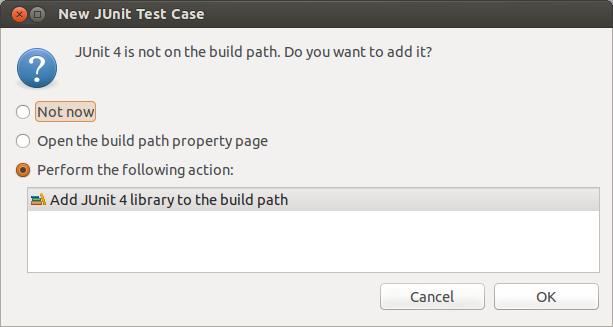 New JUnit Test Case
JUnit 4 is not on the build path. Do you want to add it?
Not now
Open the build path property page
Perform the following action:
Add JUnit 4 library to the build path
Cancel
OK